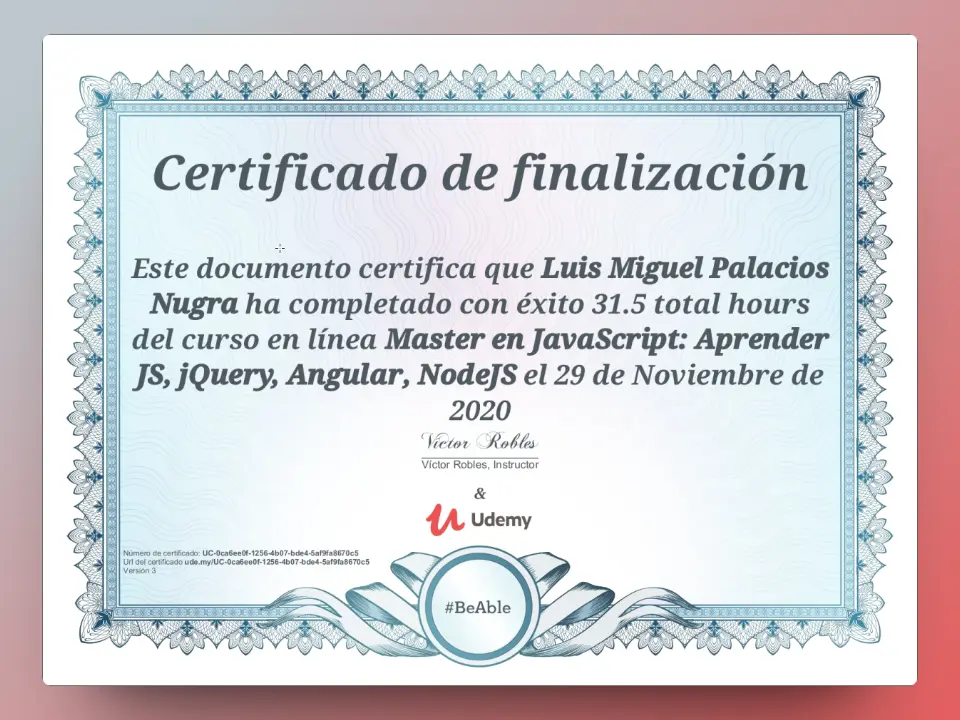 Certificado de finalización
Este documento certifica que Luis Miguel Palacios
Nugra ha completado con éxito 31.5 total hours
del curso en línea Master en JavaScript: Aprender
JS, jQuery, Angular, NodeJS el 29 de Noviembre de
2020
Victor Robles
Víctor Robles, Instructor
&
Udemy
Número de certificado: UC-0ca6ee0f-1256-4b07-bde4-5af9fa8670c5
Url del certificado ude.my/UC-0ca6ee0f-1256-4b07-bde4-5af9fa8670c5
Versión 3
#BeAble